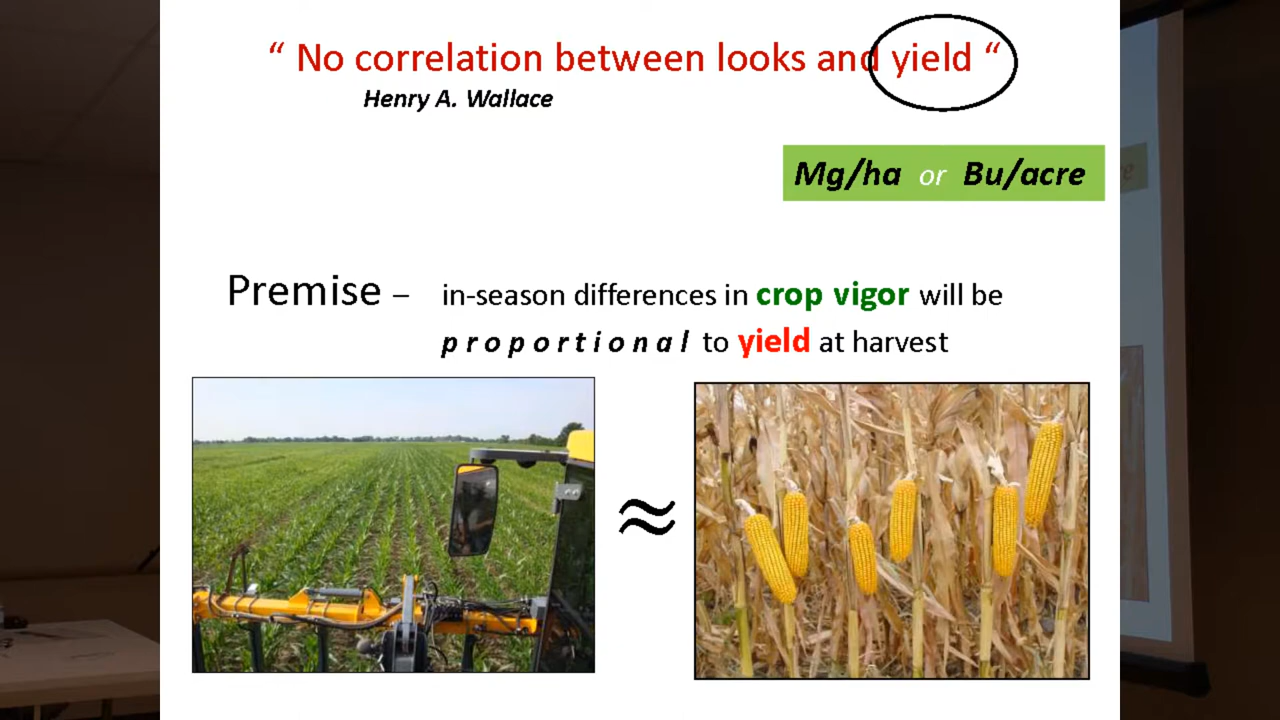 “ No correlation between looks and yield “
Henry A. Wallace
Mg/ha or Bu/acre
Premise – in-season differences in crop vigor will be
proportional to yield at harvest